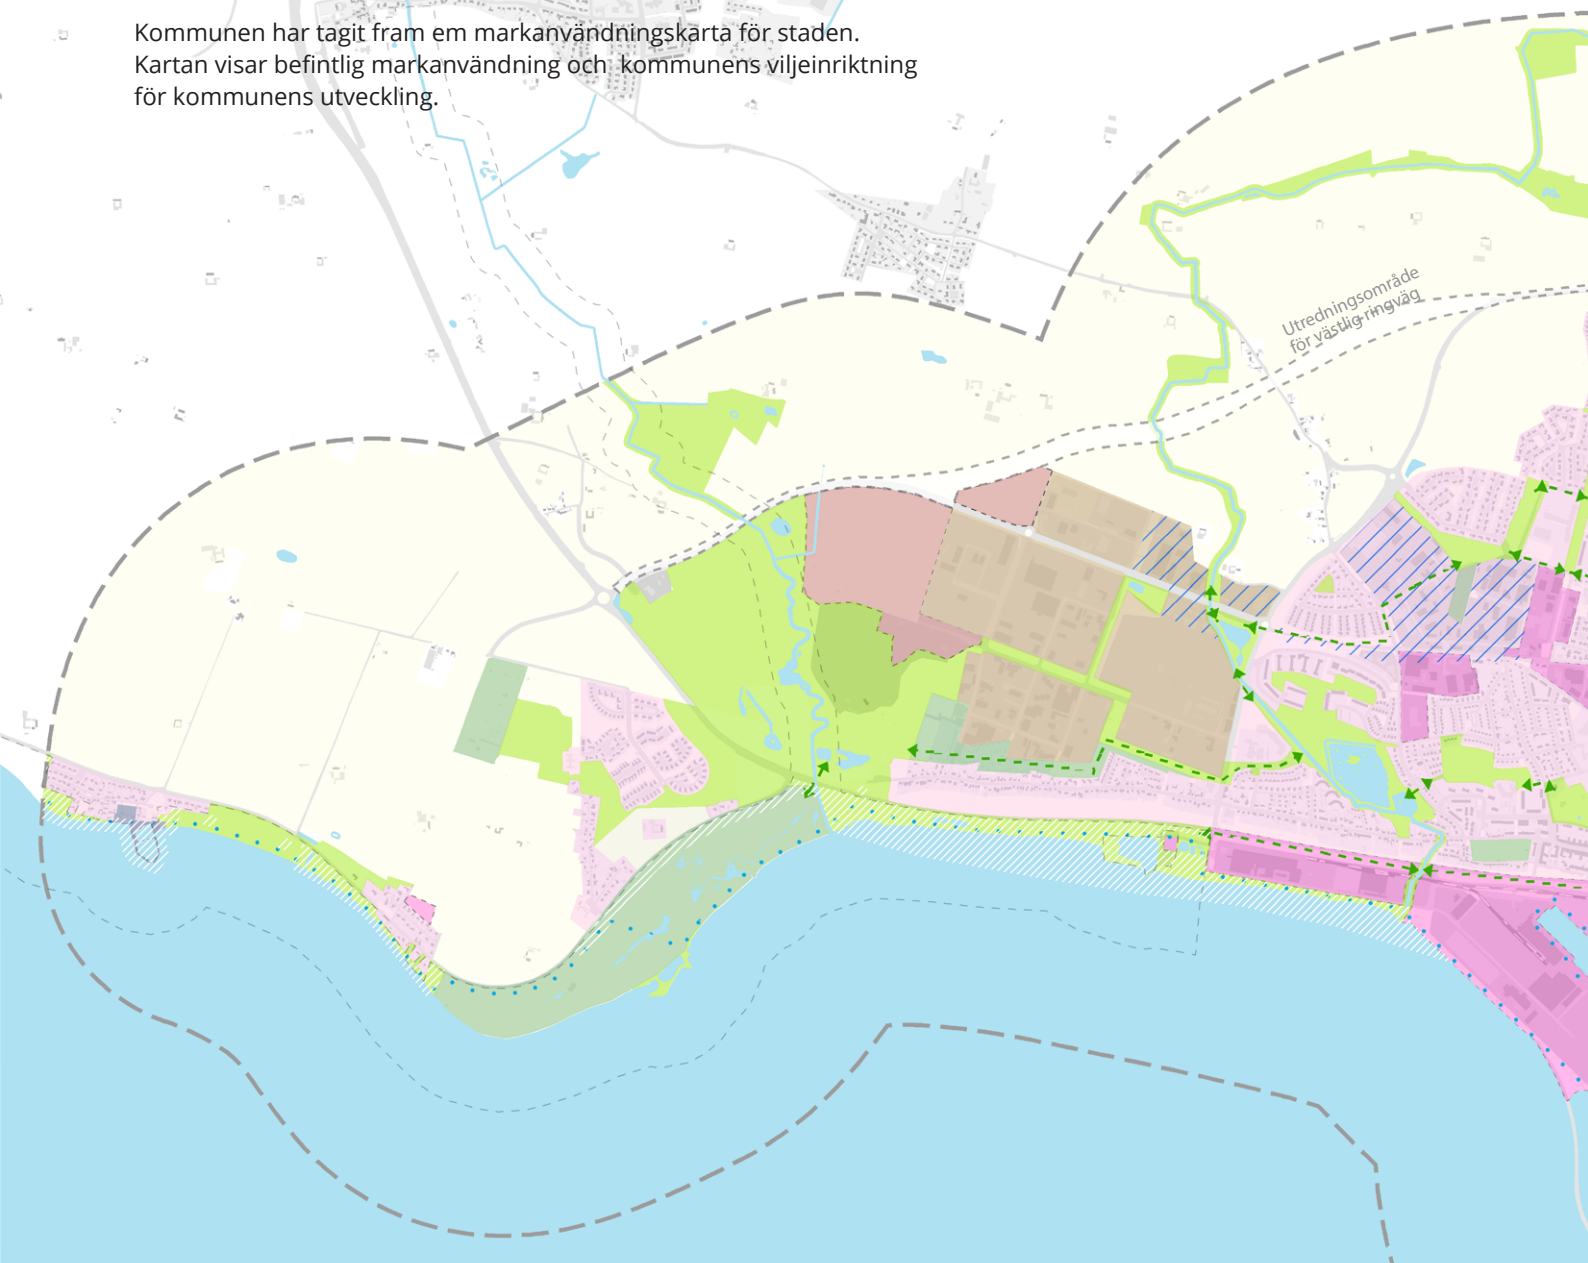 Kommunen har tagit fram em markanvändningskarta för staden.
Kartan visar befintlig markanvändning och kommunens viljeinriktning
för kommunens utveckling.
Utredningsområde
för västlig ringväg